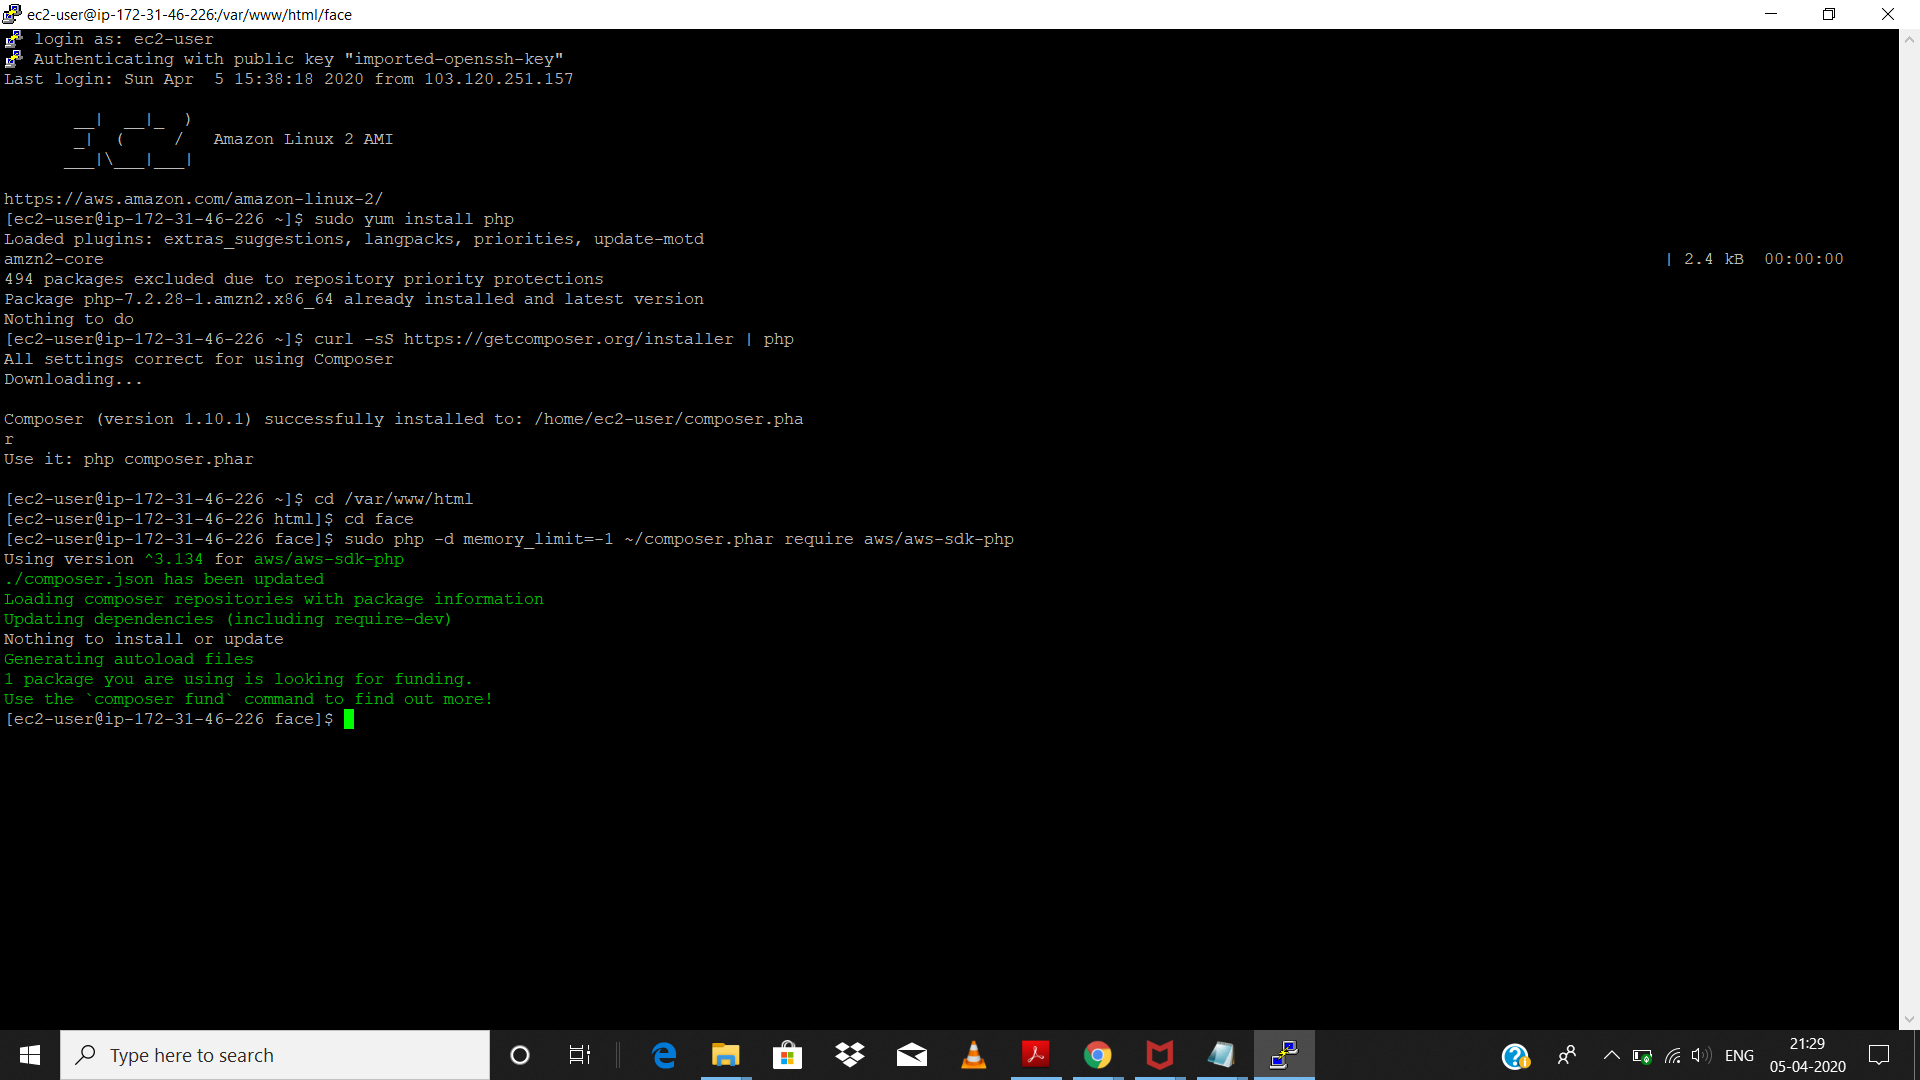 ec2-user@ip-172-31-46-226:/var/www/html/face
login as: ec2-user
Authenticating with public key "imported-openssh-key"
Last login: Sun Apr  5 15:38:18 2020 from 103.120.251.157
       __|  __|_  )
       _|  (     /   Amazon Linux 2 AMI
      ___|\___|___|
https://aws.amazon.com/amazon-linux-2/
[ec2-user@ip-172-31-46-226 ~]$ sudo yum install php
Loaded plugins: extras_suggestions, langpacks, priorities, update-motd
amzn2-core | 2.4 kB  00:00:00
494 packages excluded due to repository priority protections
Package php-7.2.28-1.amzn2.x86_64 already installed and latest version
Nothing to do
[ec2-user@ip-172-31-46-226 ~]$ curl -sS https://getcomposer.org/installer | php
All settings correct for using Composer
Downloading...
Composer (version 1.10.1) successfully installed to: /home/ec2-user/composer.pha
r
Use it: php composer.phar
[ec2-user@ip-172-31-46-226 ~]$ cd /var/www/html
[ec2-user@ip-172-31-46-226 html]$ cd face
[ec2-user@ip-172-31-46-226 face]$ sudo php -d memory_limit=-1 ~/composer.phar require aws/aws-sdk-php
Using version ^3.134 for aws/aws-sdk-php
./composer.json has been updated
Loading composer repositories with package information
Updating dependencies (including require-dev)
Nothing to install or update
Generating autoload files
1 package you are using is looking for funding.
Use the `composer fund` command to find out more!
[ec2-user@ip-172-31-46-226 face]$
Type here to search
ENG
21:29
05-04-2020